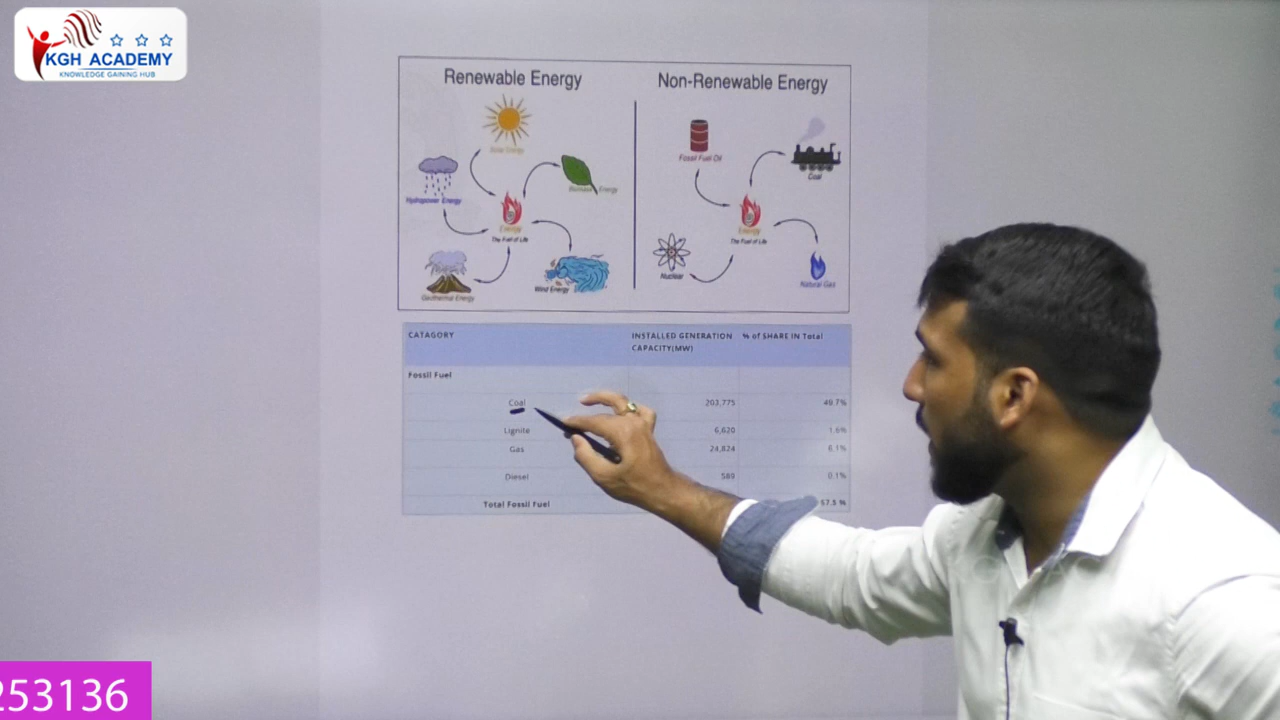 KGH ACADEMY
KNOWLEDGE GAINING HUB
Renewable Energy
Non-Renewable Energy
Solar Energy
Hydropower Energy
Biomass Energy
Energy
The Fuel of Life
Wind Energy
Geothermal Energy
Fossil Fuel Oil
Coal
Energy
The Fuel of Life
Nuclear
Natural Gas
CATAGORY INSTALLED GENERATION CAPACITY(MW) % of SHARE IN Total
Fossil Fuel
Coal 203,775 49.7%
Lignite 6,620 1.6%
Gas 24,824 6.1%
Diesel 589 0.1%
Total Fossil Fuel 57.5 %
253136